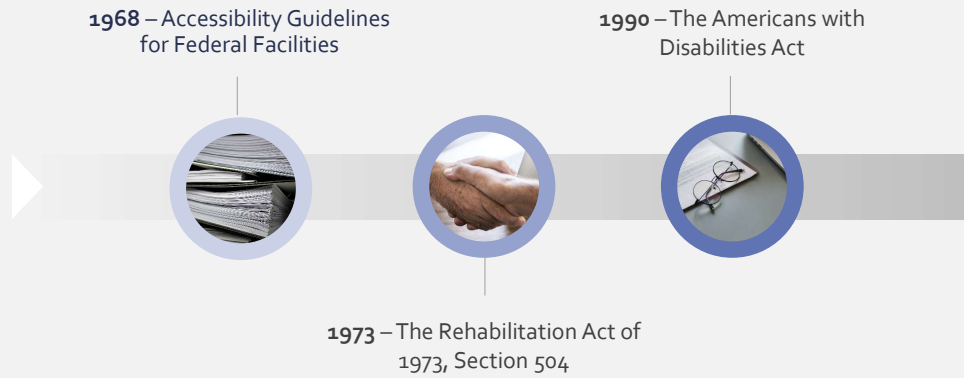 1968 – Accessibility Guidelines
for Federal Facilities
1973 – The Rehabilitation Act of
1973, Section 504
1990 – The Americans with
Disabilities Act